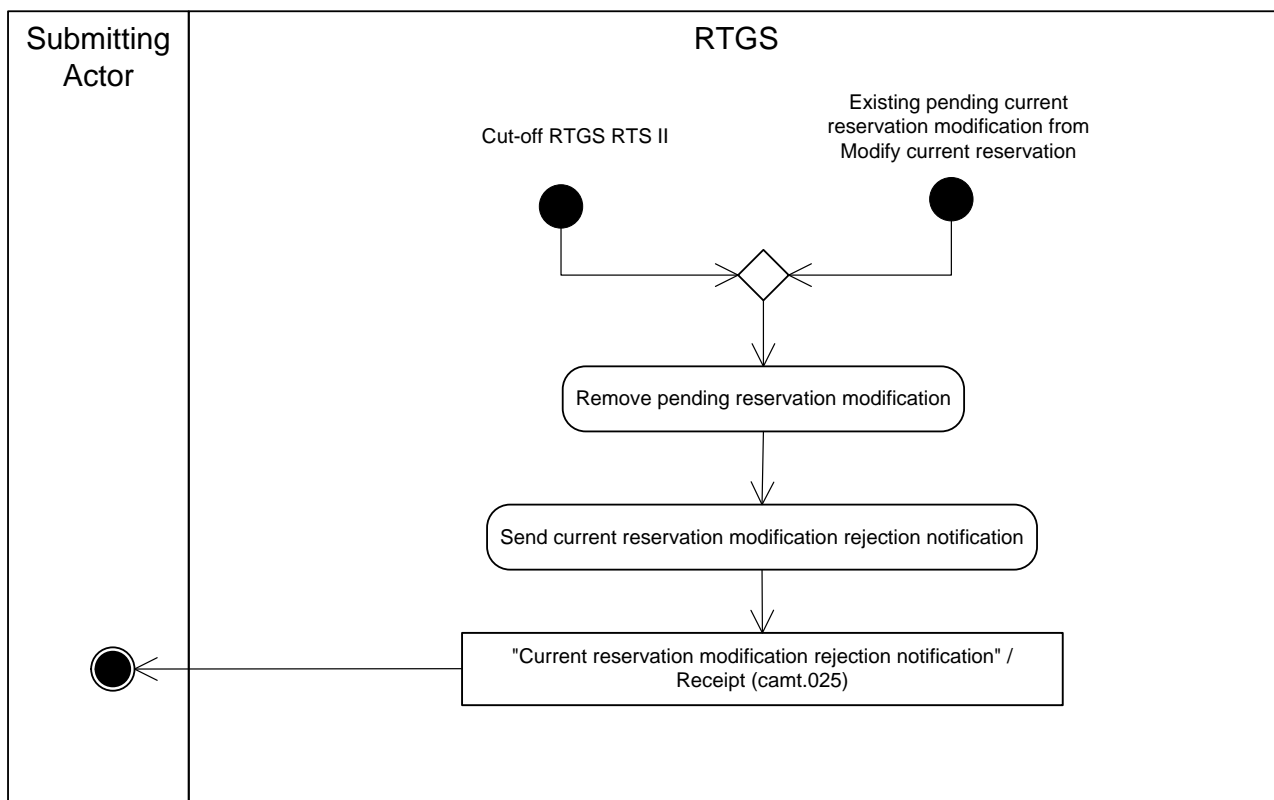 Submitting
Actor
RTGS
Cut-off RTGS RTS II
Existing pending current
reservation modification from
Modify current reservation
Remove pending reservation modification
Send current reservation modification rejection notification
"Current reservation modification rejection notification" /
Receipt (camt.025)